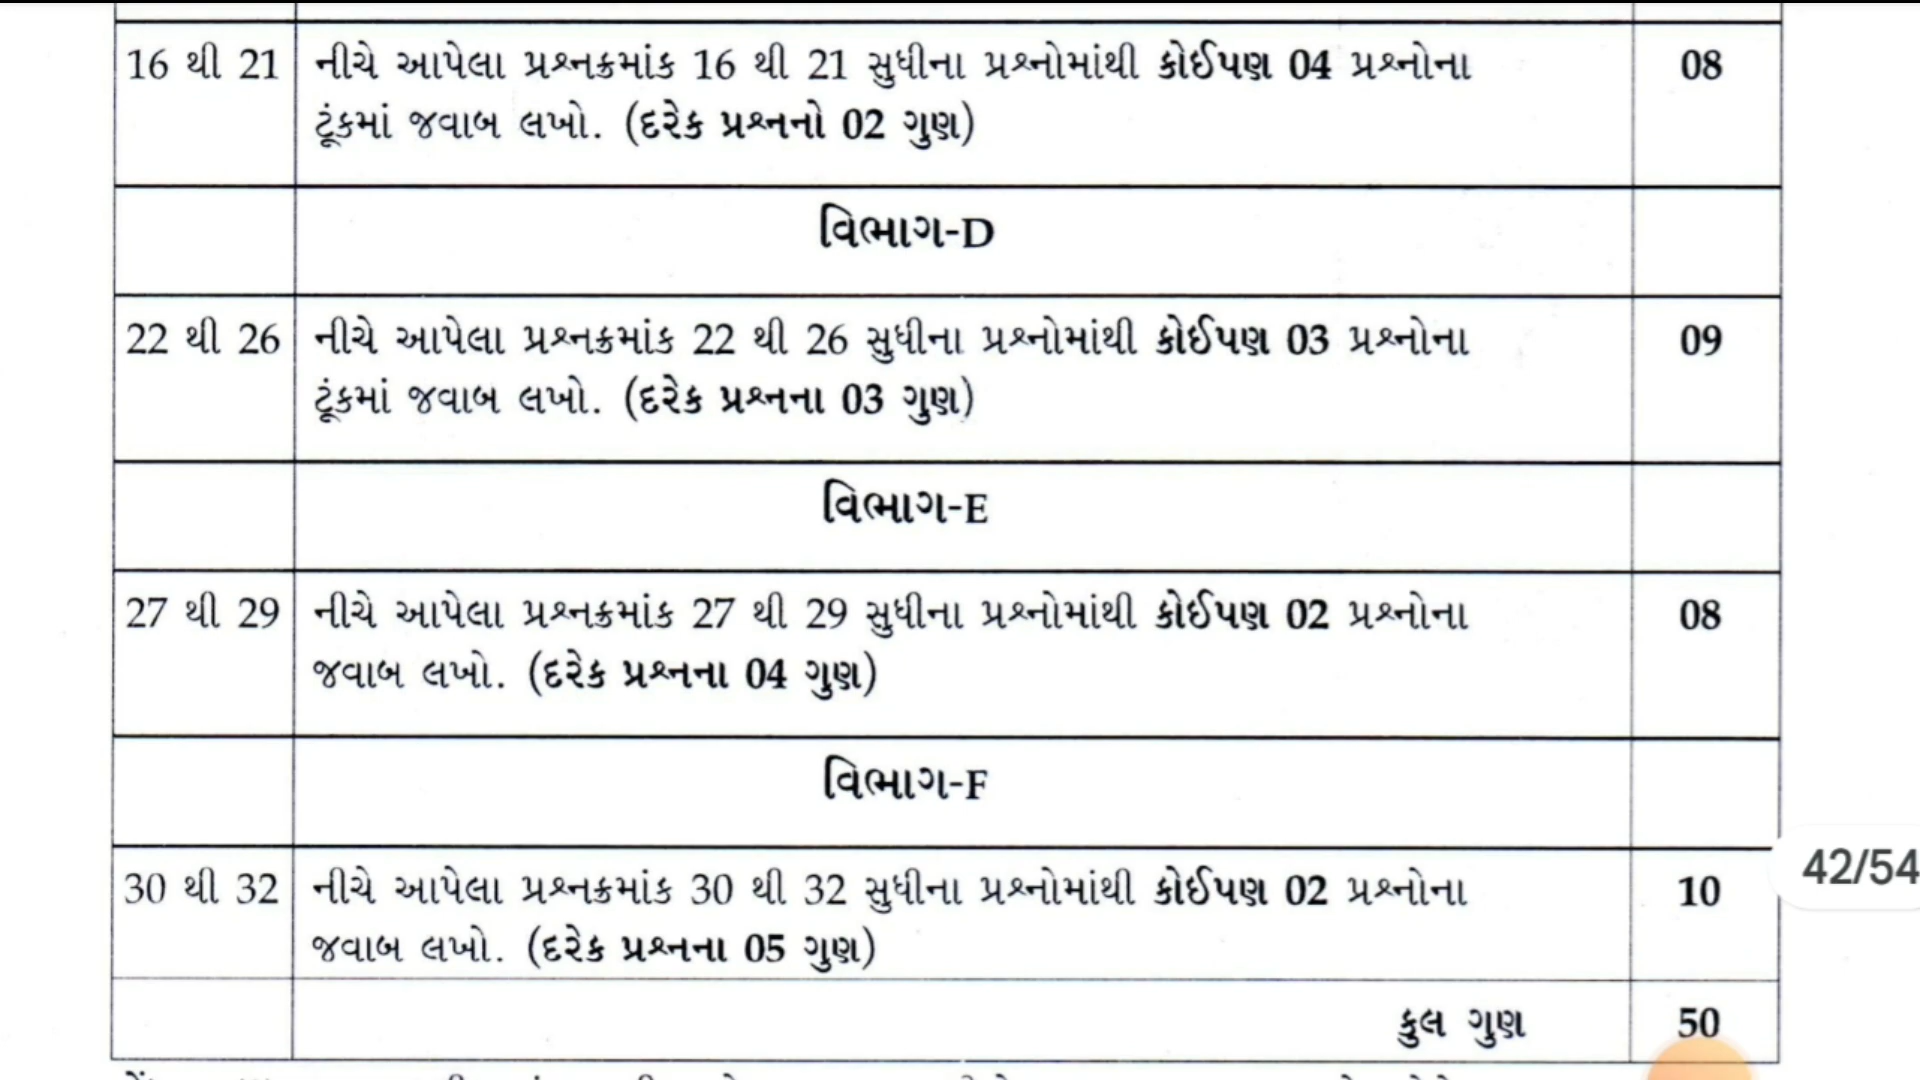 16 થી 21 નીચે આપેલા પ્રશ્નક્રમાંક 16 થી 21 સુધીના પ્રશ્નોમાંથી કોઈપણ 04 પ્રશ્નોના 08
ટૂંકમાં જવાબ લખો. (દરેક પ્રશ્નનો 02 ગુણ)
વિભાગ-D
22 થી 26 નીચે આપેલા પ્રશ્નક્રમાંક 22 થી 26 સુધીના પ્રશ્નોમાંથી કોઈપણ 03 પ્રશ્નોના 09
ટૂંકમાં જવાબ લખો. (દરેક પ્રશ્નના 03 ગુણ)
વિભાગ-E
27 થી 29 નીચે આપેલા પ્રશ્નક્રમાંક 27 થી 29 સુધીના પ્રશ્નોમાંથી કોઈપણ 02 પ્રશ્નોના 08
જવાબ લખો. (દરેક પ્રશ્નના 04 ગુણ)
વિભાગ-F
42/54
30 થી 32 નીચે આપેલા પ્રશ્નક્રમાંક 30 થી 32 સુધીના પ્રશ્નોમાંથી કોઈપણ 02 પ્રશ્નોના 10
જવાબ લખો. (દરેક પ્રશ્નના 05 ગુણ)
કુલ ગુણ 50